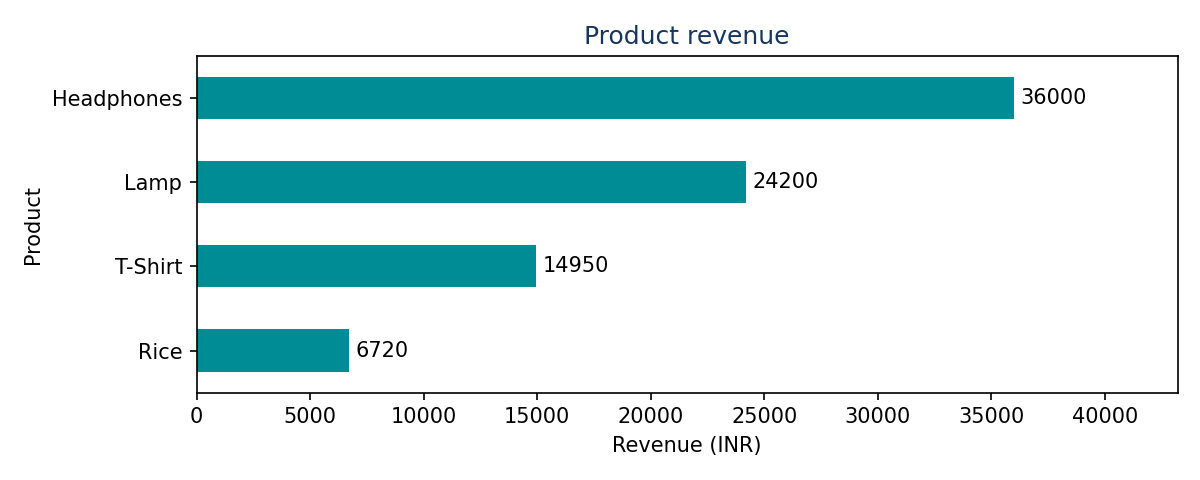 Product revenue
Headphones 36000
Lamp 24200
Product
T-Shirt 14950
Rice 6720
0 5000 10000 15000 20000 25000 30000 35000 40000
Revenue (INR)